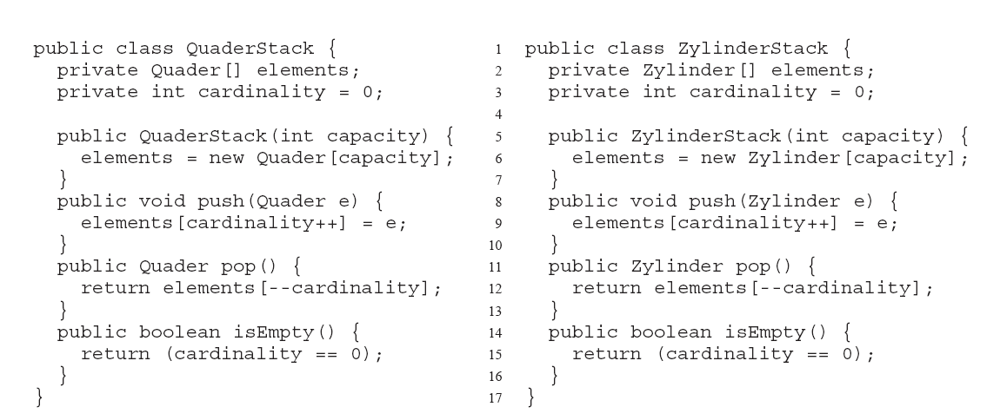 public class QuaderStack {
  private Quader[] elements;
  private int cardinality = 0;

  public QuaderStack(int capacity) {
    elements = new Quader[capacity];
  }
  public void push(Quader e) {
    elements[cardinality++] = e;
  }
  public Quader pop() {
    return elements[--cardinality];
  }
  public boolean isEmpty() {
    return (cardinality == 0);
  }
}
1 public class ZylinderStack {
2   private Zylinder[] elements;
3   private int cardinality = 0;
4
5   public ZylinderStack(int capacity) {
6     elements = new Zylinder[capacity];
7   }
8   public void push(Zylinder e) {
9     elements[cardinality++] = e;
10   }
11   public Zylinder pop() {
12     return elements[--cardinality];
13   }
14   public boolean isEmpty() {
15     return (cardinality == 0);
16   }
17 }